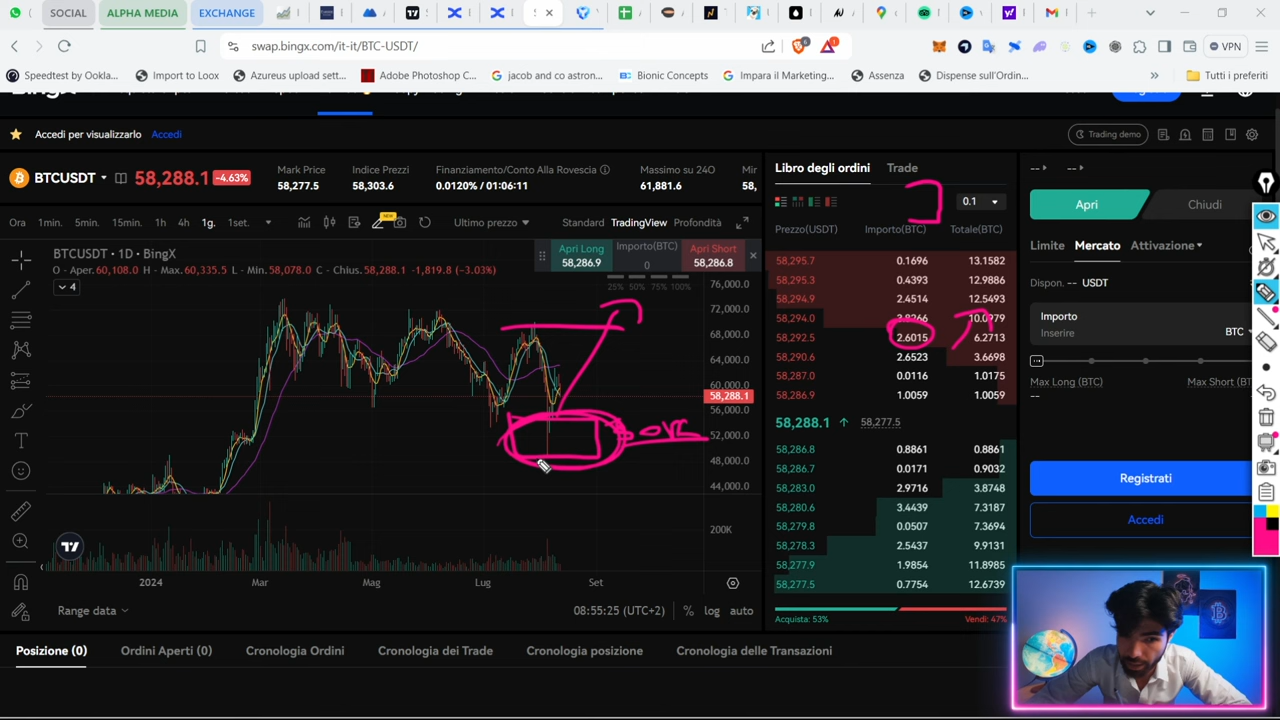 SOCIAL
ALPHA MEDIA
EXCHANGE
swap.bingx.com/it-it/BTC-USDT/
VPN
Speedtest by Ookla...
Import to Loox
Azureus upload sett...
Adobe Photoshop C...
jacob and co astron...
Bionic Concepts
Impara il Marketing...
Assenza
Dispense sull'Ordin...
Tutti i preferiti
Accedi per visualizzarlo Accedi
Trading demo
BTCUSDT
58,288.1 -4.63%
Mark Price
58,277.5
Indice Prezzi
58,303.6
Finanziamento/Conto Alla Rovescia
0.0120% / 01:06:11
Massimo su 24O
61,881.6
Mir
58,
Ora 1min. 5min. 15min. 1h 4h 1g. 1set.
NEW
Ultimo prezzo
Standard TradingView Profondità
BTCUSDT · 1D · BingX
O - Aper. 60,108.0 H - Max. 60,335.5 L - Min. 58,078.0 C - Chius. 58,288.1 -1,819.8 (-3.03%)
4
Apri Long
58,286.9
Importo(BTC)
0
Apri Short
58,286.8
25% 50% 75% 100%
76,000.0
72,000.0
68,000.0
64,000.0
60,000.0
58,288.1
56,000.0
52,000.0
48,000.0
44,000.0
200K
2024 Mar Mag Lug Set
Range data
08:55:25 (UTC+2) % log auto
Libro degli ordini Trade
0.1
Prezzo(USDT) Importo(BTC) Totale(BTC)
58,295.7 0.1696 13.1582
58,295.3 0.4393 12.9886
58,294.9 2.4514 12.5493
58,294.0 3.8266 10.0979
58,292.5 2.6015 6.2713
58,290.6 2.6523 3.6698
58,287.0 0.0116 1.0175
58,286.9 1.0059 1.0059
58,288.1 58,277.5
58,286.8 0.8861 0.8861
58,286.7 0.0171 0.9032
58,283.0 2.9716 3.8748
58,280.6 3.4439 7.3187
58,279.8 0.0507 7.3694
58,278.3 2.5437 9.9131
58,277.9 1.9854 11.8985
58,277.5 0.7754 12.6739
Acquista: 53% Vendi: 47%
Apri Chiudi
Limite Mercato Attivazione
Dispon. -- USDT
Importo
Inserire BTC
Max Long (BTC) Max Short (B
--
Registrati
Accedi
Posizione (0) Ordini Aperti (0) Cronologia Ordini Cronologia dei Trade Cronologia posizione Cronologia delle Transazioni